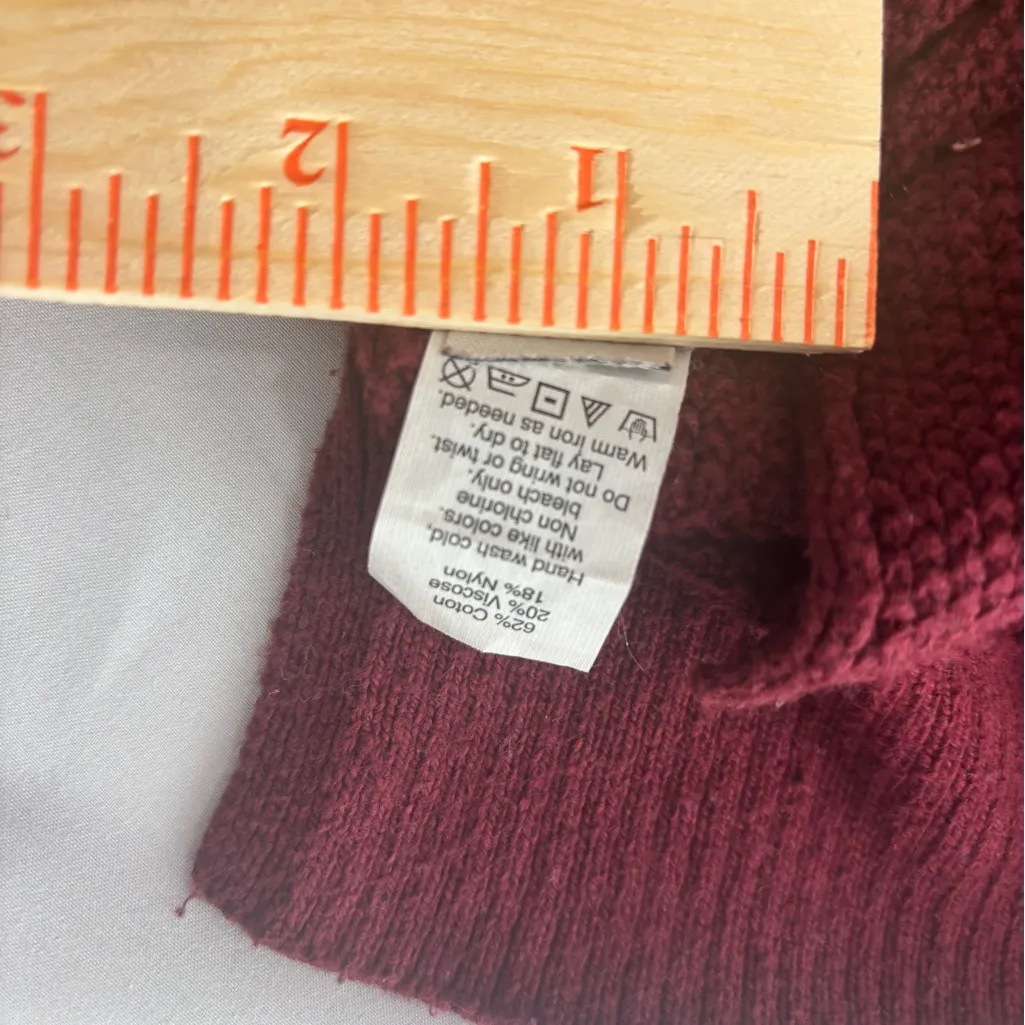 62% Coton
20% Viscose
18% Nylon
Hand wash cold,
with like colors.
Non chlorine
bleach only,
Do not wring or twist.
Lay flat to dry.
Warm iron as needed.
1 2 3